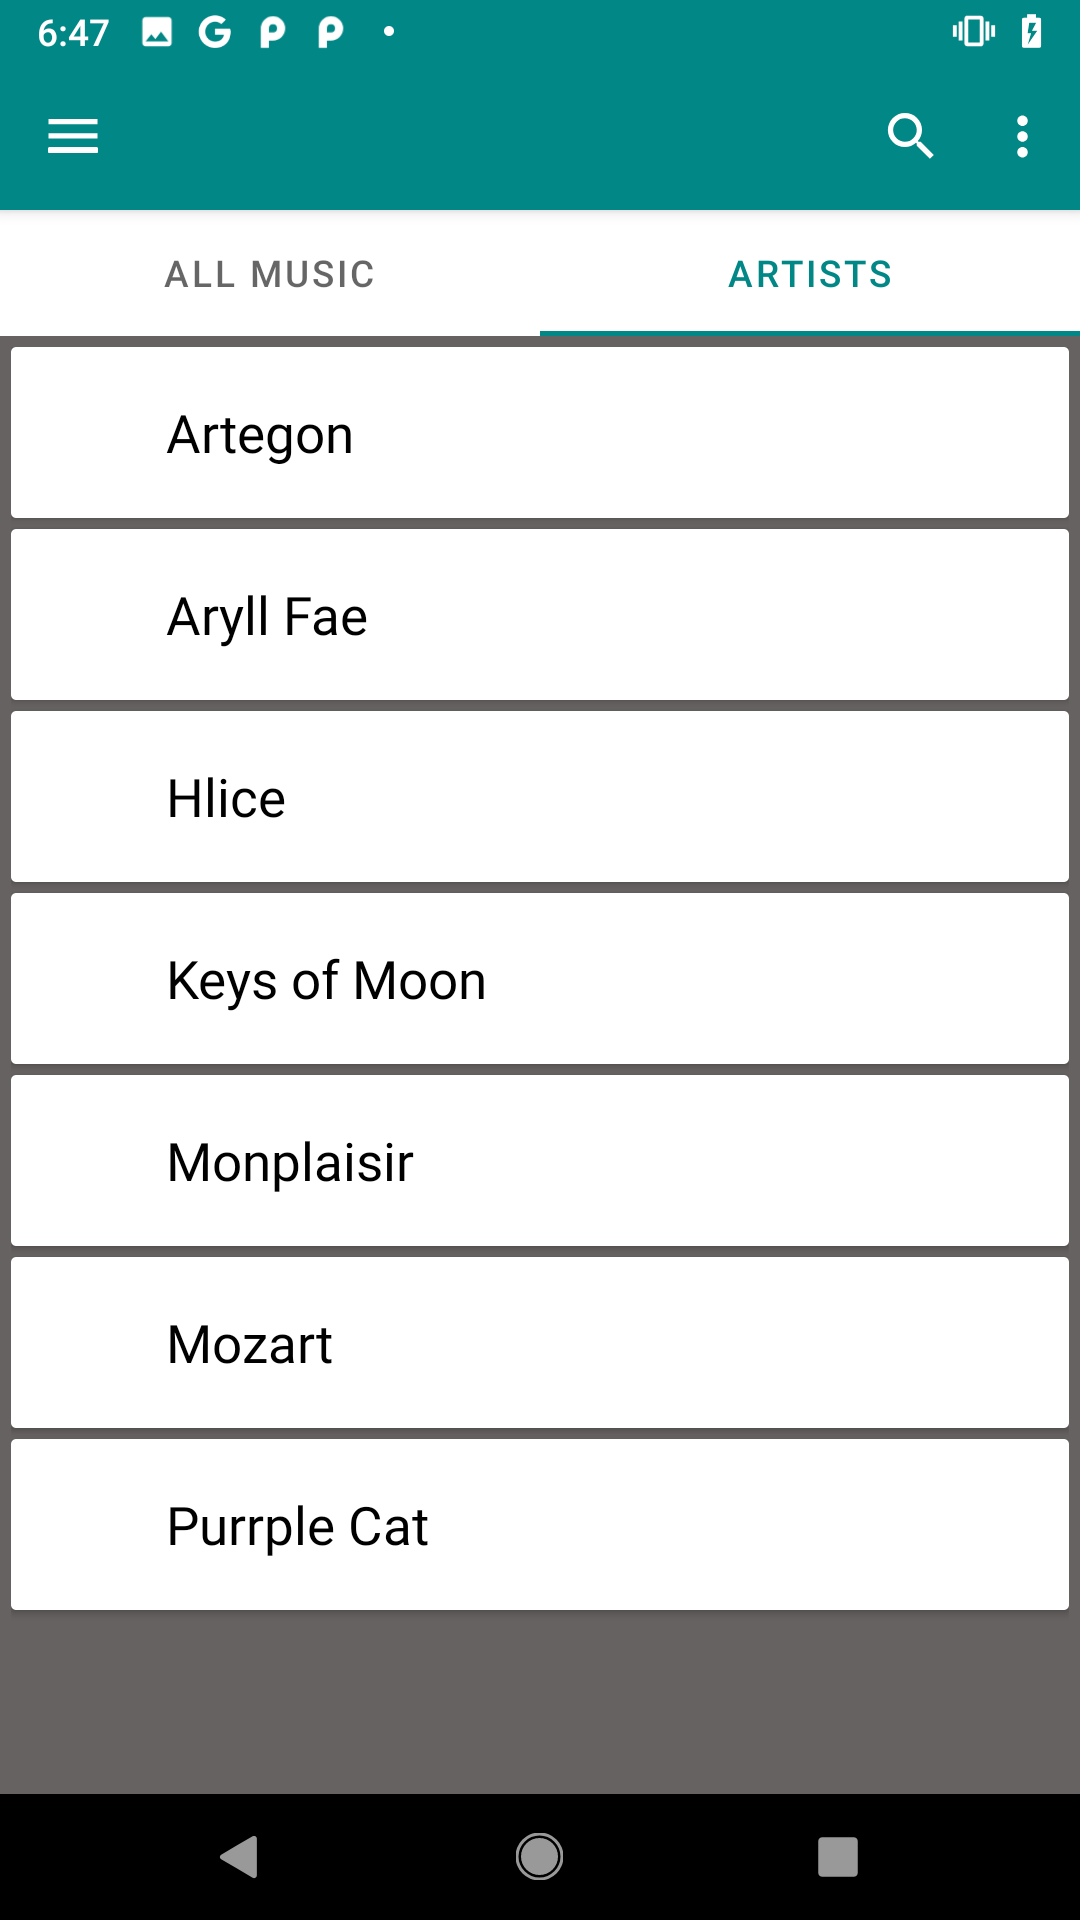 6:47
ALL MUSIC
ARTISTS
Artegon
Aryll Fae
Hlice
Keys of Moon
Monplaisir
Mozart
Purrple Cat